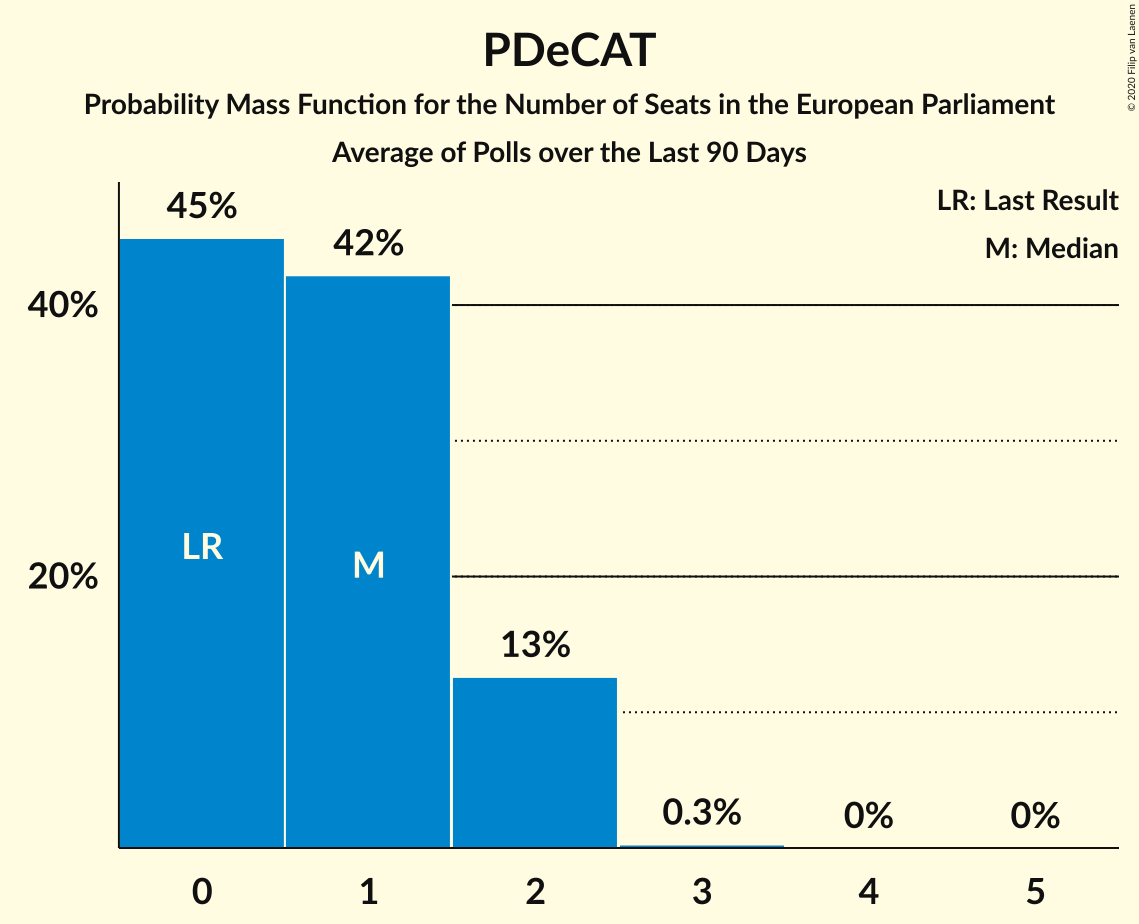 PDeCAT
Probability Mass Function for the Number of Seats in the European Parliament
Average of Polls over the Last 90 Days
© 2020 Filip van Laenen
LR: Last Result
M: Median
45%
42%
40%
LR
M
20%
13%
0.3%
0%
0%
0
1
2
3
4
5